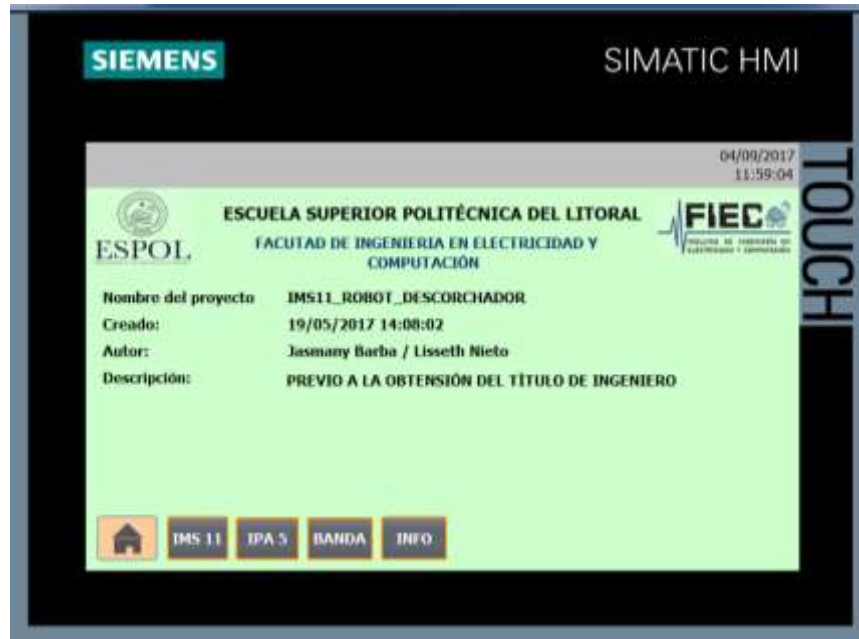 SIEMENS
SIMATIC HMI
TOUCH
04/09/2017
11:59:04
ESPOL
ESCUELA SUPERIOR POLITÉCNICA DEL LITORAL
FACUTAD DE INGENIERIA EN ELECTRICIDAD Y
COMPUTACIÓN
FIEC
Nombre del proyecto IMS11_ROBOT_DESCORCHADOR
Creado: 19/05/2017 14:08:02
Autor: Jasmany Barba / Lisseth Nieto
Descripción: PREVIO A LA OBTENSIÓN DEL TÍTULO DE INGENIERO
IMS 11 IPA 5 BANDA INFO